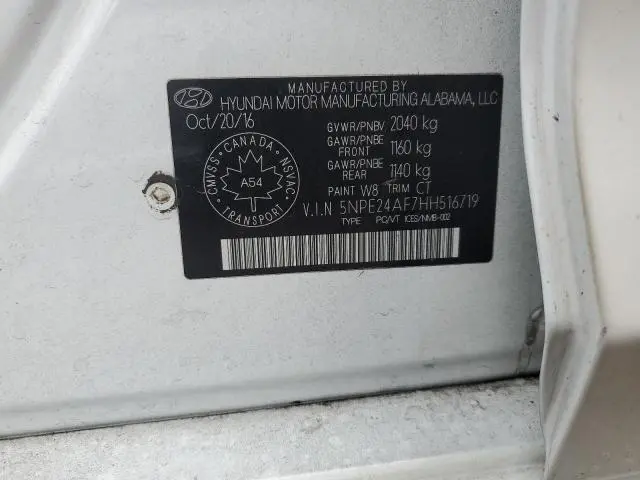 MANUFACTURED BY
HYUNDAI MOTOR MANUFACTURING ALABAMA, LLC
Oct/20/16
GVWR/PNBV 2040 kg
GAWR/PNBE FRONT 1160 kg
GAWR/PNBE REAR 1140 kg
PAINT W8 TRIM CT
CANADA
CMVSS NSVAC
A54
TRANSPORT
V.I.N 5NPE24AF7HH516719
TYPE PC/VT ICES/NMB-002